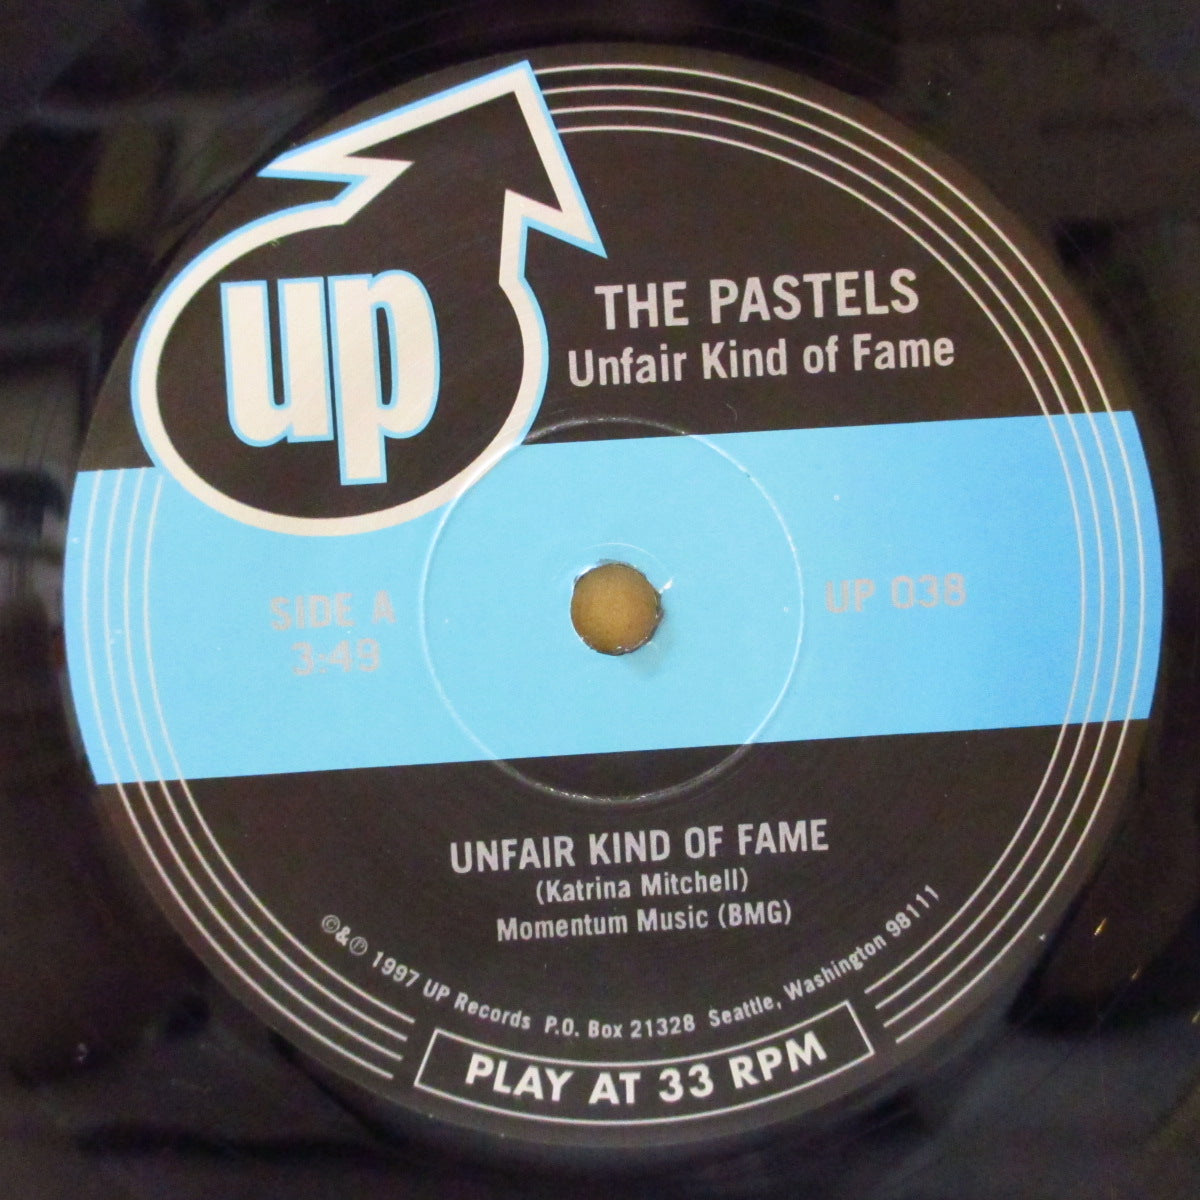 up
THE PASTELS
Unfair Kind of Fame
SIDE A
3:49
UP 038
UNFAIR KIND OF FAME
(Katrina Mitchell)
Momentum Music (BMG)
©&℗ 1997 UP Records P.O. Box 21328 Seattle, Washington 98111
PLAY AT 33 RPM